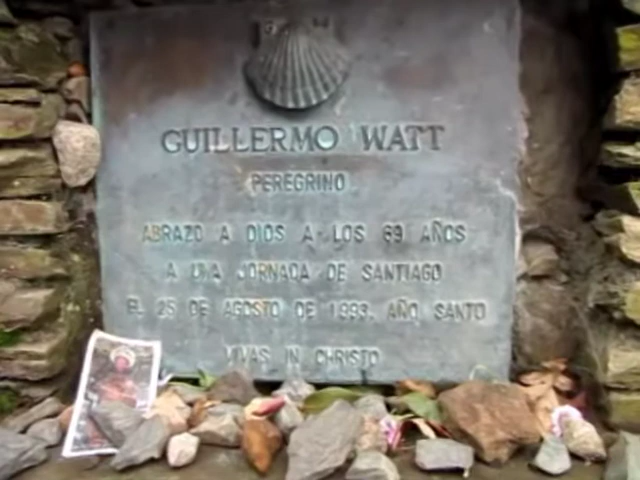 GUILLERMO WATT
PEREGRINO
ABRAZO A DIOS A LOS 69 AÑOS
A UNA JORNADA DE SANTIAGO
EL 25 DE AGOSTO DE 1993. AÑO SANTO
VIVAS IN CHRISTO